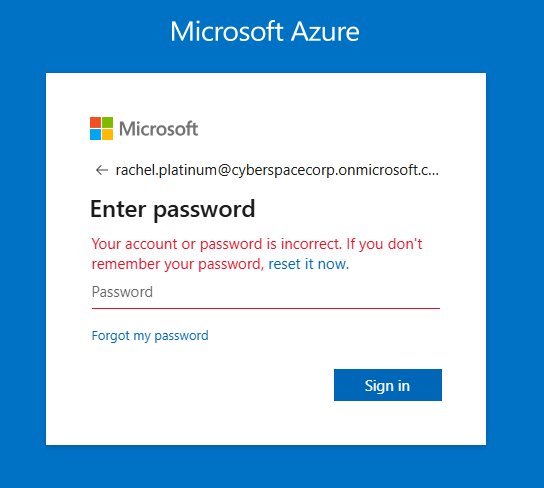 Microsoft Azure
Microsoft
← rachel.platinum@cyberspacecorp.onmicrosoft.c...
Enter password
Your account or password is incorrect. If you don't
remember your password, reset it now.
Password
Forgot my password
Sign in